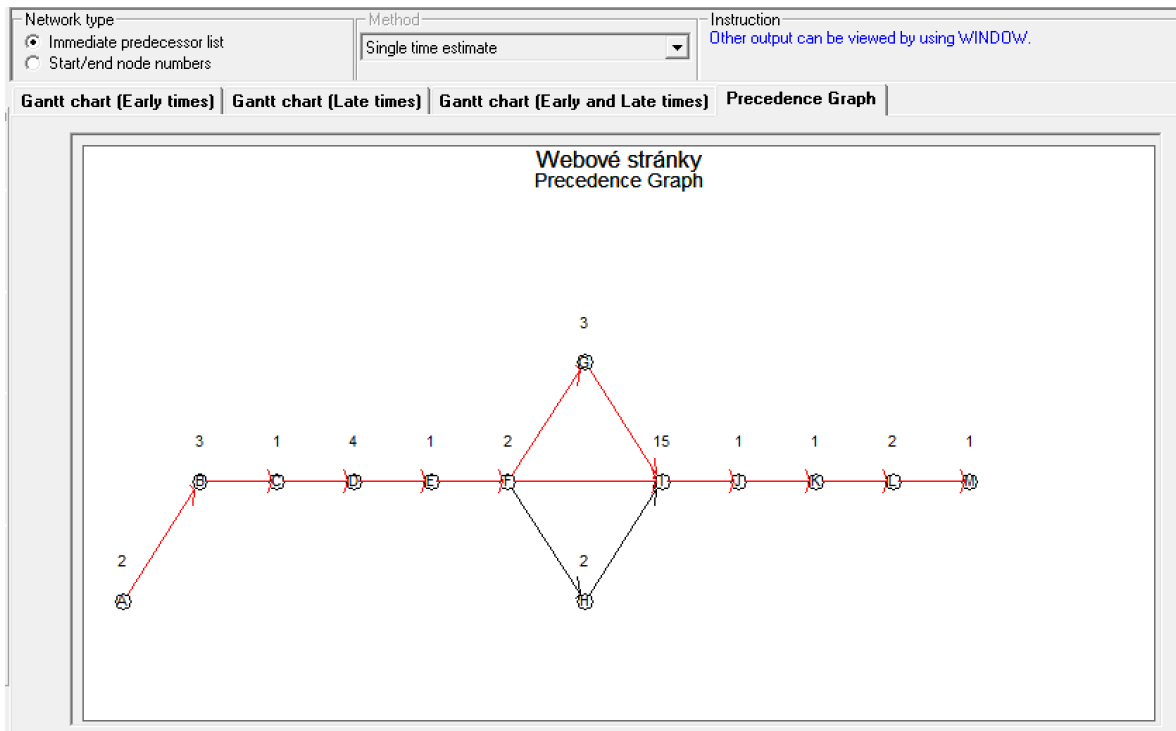 Network type
Method
Instruction
Immediate predecessor list
Start/end node numbers
Single time estimate
Other output can be viewed by using WINDOW.
Gantt chart (Early times)
Gantt chart (Late times)
Gantt chart (Early and Late times)
Precedence Graph
Webové stránky
Precedence Graph
3
G
3 1 4 1 2 15 1 1 2 1
B C D E F I J K L M
2 2
A H